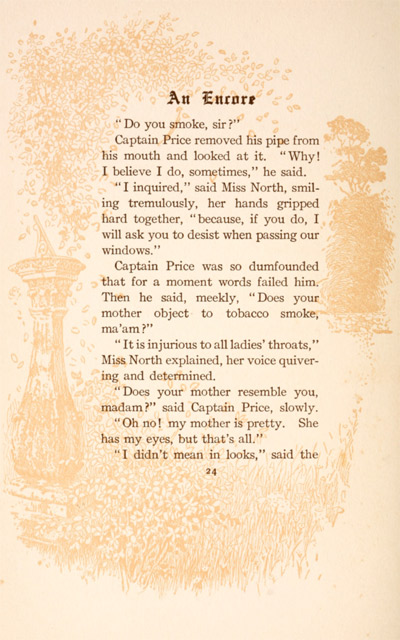 An Encore
"Do you smoke, sir?"
Captain Price removed his pipe from
his mouth and looked at it. "Why!
I believe I do, sometimes," he said.
"I inquired," said Miss North, smil-
ing tremulously, her hands gripped
hard together, "because, if you do, I
will ask you to desist when passing our
windows."
Captain Price was so dumfounded
that for a moment words failed him.
Then he said, meekly, "Does your
mother object to tobacco smoke,
ma'am?"
"It is injurious to all ladies' throats,"
Miss North explained, her voice quiver-
ing and determined.
"Does your mother resemble you,
madam?" said Captain Price, slowly.
"Oh no! my mother is pretty. She
has my eyes, but that's all."
"I didn't mean in looks," said the
24